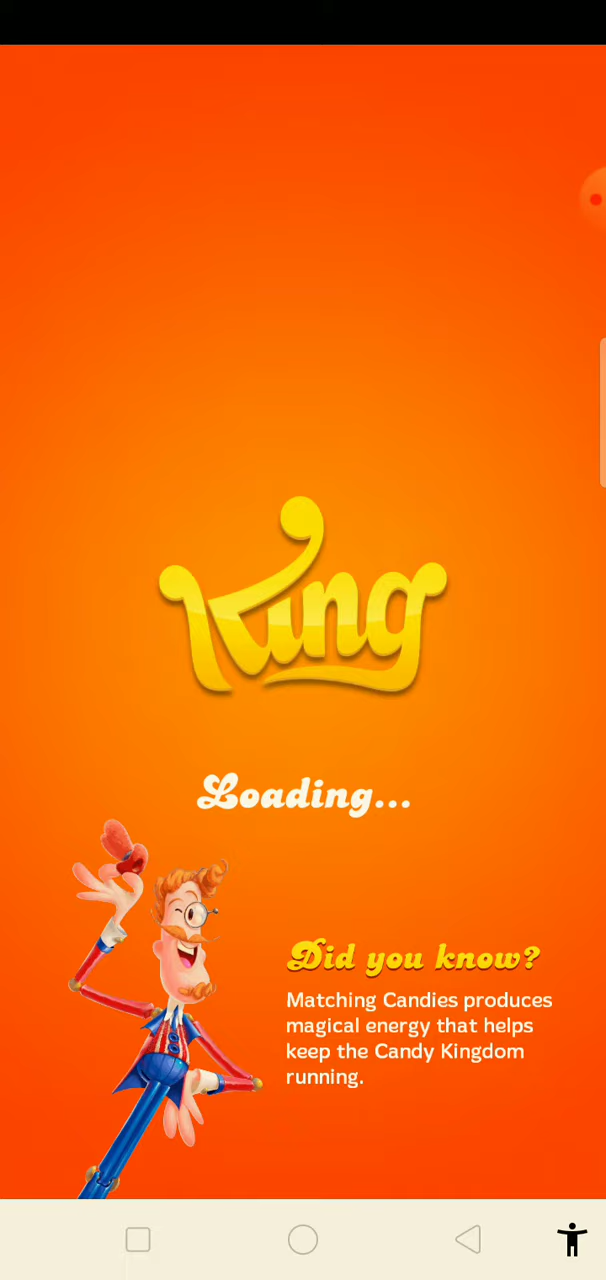 King
Loading...
Did you know?
Matching Candies produces
magical energy that helps
keep the Candy Kingdom
running.